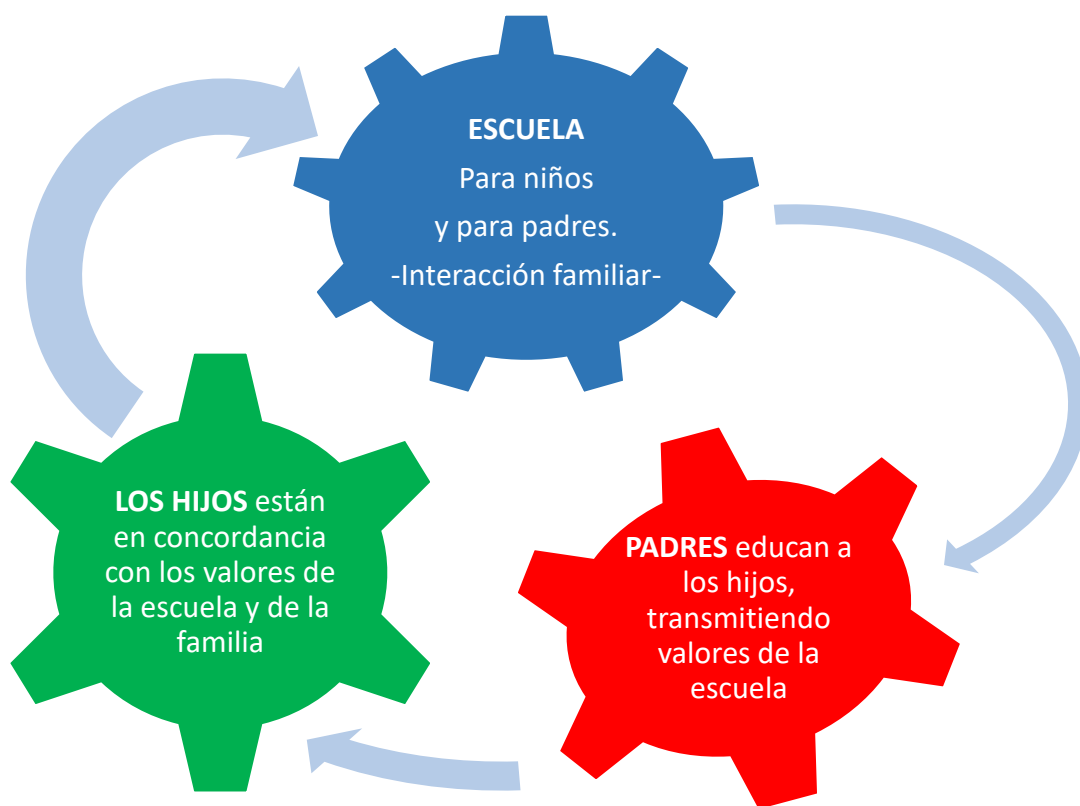 ESCUELA
Para niños
y para padres.
-Interacción familiar-
LOS HIJOS están
en concordancia
con los valores de
la escuela y de la
familia
PADRES educan a
los hijos,
transmitiendo
valores de la
escuela